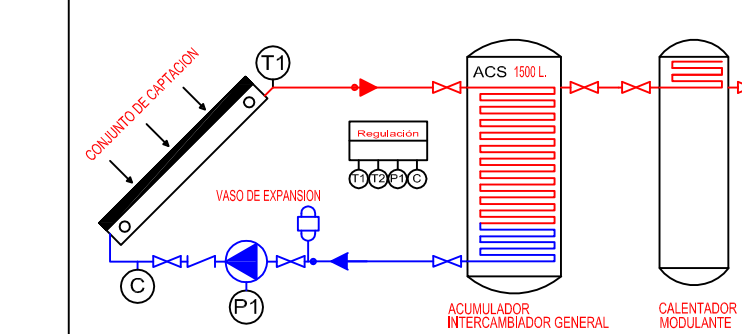 CONJUNTO DE CAPTACION
T1
ACS 1500 L.
Regulación
T1 T2 P1 C
VASO DE EXPANSION
C
P1
ACUMULADOR
INTERCAMBIADOR GENERAL
CALENTADOR
MODULANTE